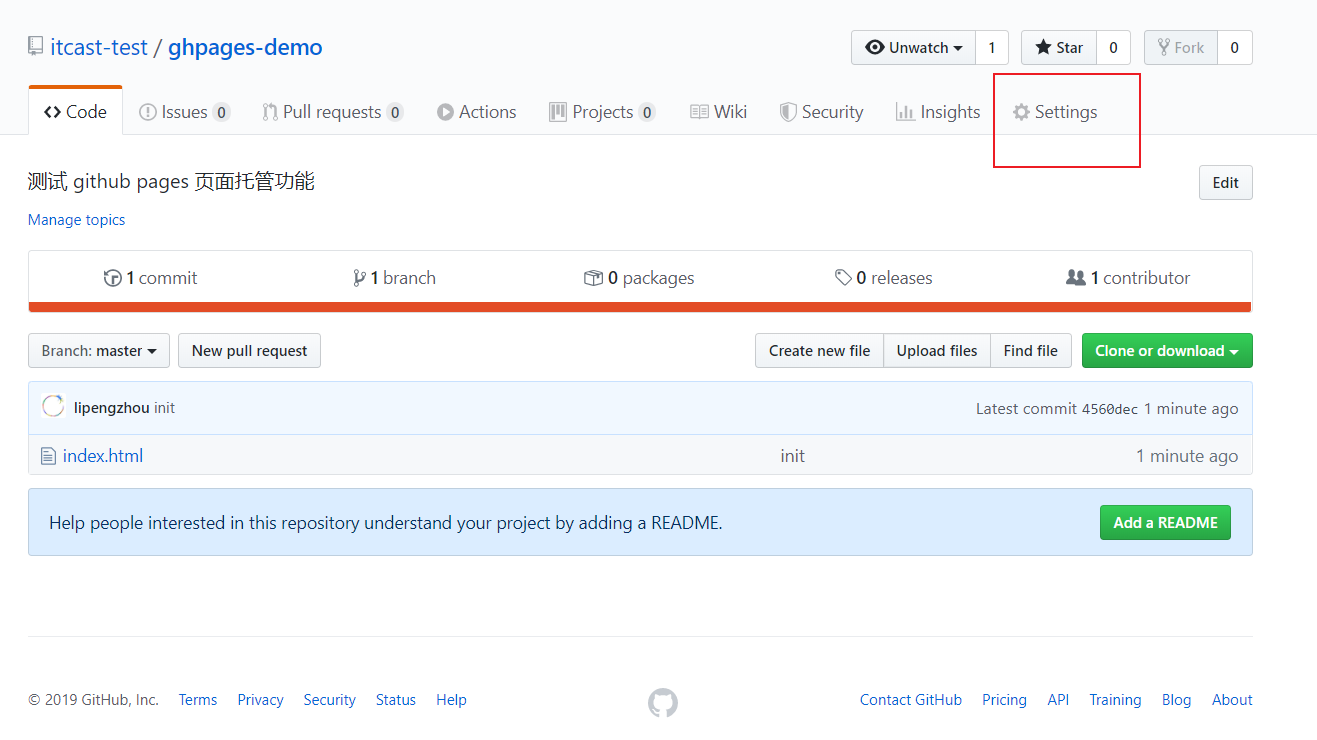 itcast-test / ghpages-demo
Unwatch 1 Star 0 Fork 0
Code Issues 0 Pull requests 0 Actions Projects 0 Wiki Security Insights Settings
测试 github pages 页面托管功能 Edit
Manage topics
1 commit 1 branch 0 packages 0 releases 1 contributor
Branch: master New pull request Create new file Upload files Find file Clone or download
lipengzhou init Latest commit 4560dec 1 minute ago
index.html init 1 minute ago
Help people interested in this repository understand your project by adding a README. Add a README
© 2019 GitHub, Inc. Terms Privacy Security Status Help Contact GitHub Pricing API Training Blog About